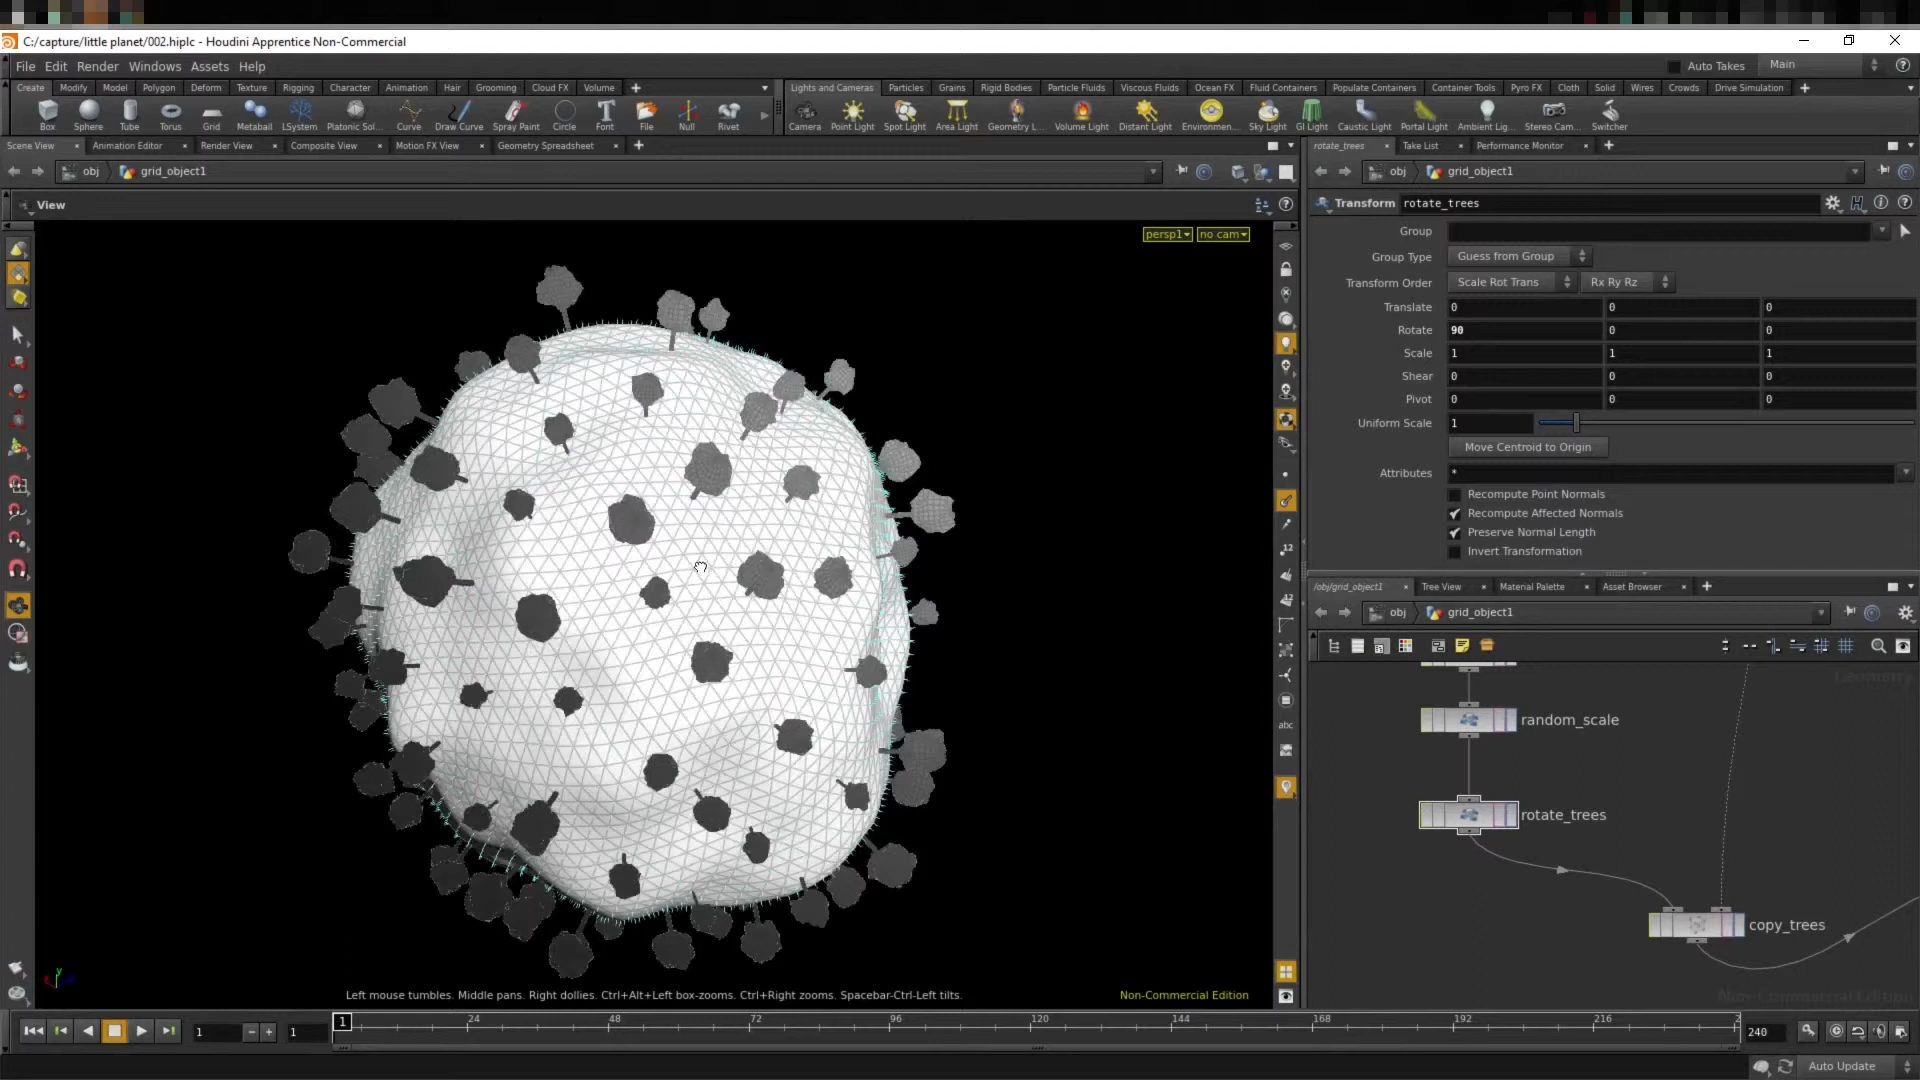 C:/capture/little planet/002.hiplc - Houdini Apprentice Non-Commercial
File Edit Render Windows Assets Help
Auto Takes Main
Create Modify Model Polygon Deform Texture Rigging Character Animation Hair Grooming Cloud FX Volume
Lights and Cameras Particles Grains Rigid Bodies Particle Fluids Viscous Fluids Ocean FX Fluid Containers Populate Containers Container Tools Pyro FX Cloth Solid Wires Crowds Drive Simulation
Box Sphere Tube Torus Grid Metaball LSystem Platonic Sol... Curve Draw Curve Spray Paint Circle Font File Null Rivet
Camera Point Light Spot Light Area Light Geometry L... Volume Light Distant Light Environmen... Sky Light GI Light Caustic Light Portal Light Ambient Lig... Stereo Cam... Switcher
Scene View Animation Editor Render View Composite View Motion FX View Geometry Spreadsheet
rotate_trees Take List Performance Monitor
obj grid_object1
obj grid_object1
View
persp1 no cam
Transform rotate_trees
Group
Group Type Guess from Group
Transform Order Scale Rot Trans Rx Ry Rz
Translate 0 0 0
Rotate 90 0 0
Scale 1 1 1
Shear 0 0 0
Pivot 0 0 0
Uniform Scale 1
Move Centroid to Origin
Attributes *
Recompute Point Normals
Recompute Affected Normals
Preserve Normal Length
Invert Transformation
12
12
abc
/obj/grid_object1 Tree View Material Palette Asset Browser
obj grid_object1
Geometry
random_scale
rotate_trees
copy_trees
Non-Commercial Edition
y
Left mouse tumbles. Middle pans. Right dollies. Ctrl+Alt+Left box-zooms. Ctrl+Right zooms. Spacebar-Ctrl-Left tilts.
Non-Commercial Edition
1 1 1 24 48 72 96 120 144 168 192 216 2 240
Auto Update